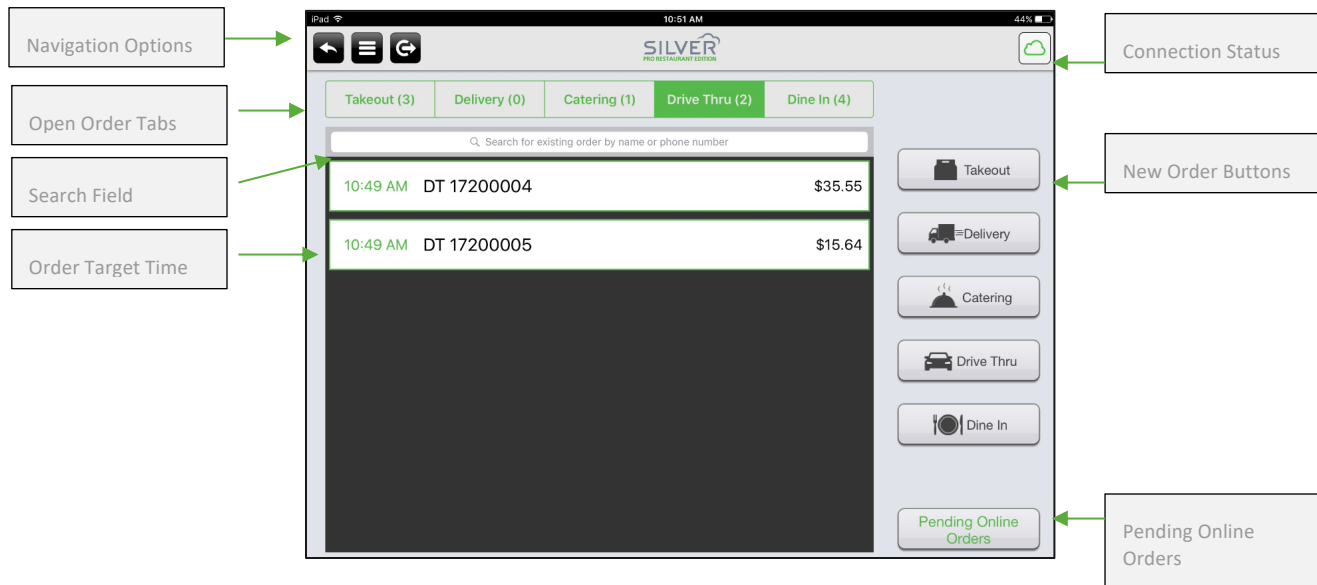 iPad 10:51 AM 44%
Navigation Options
SILVER
PRO RESTAURANT EDITION
Connection Status
Open Order Tabs
Takeout (3) Delivery (0) Catering (1) Drive Thru (2) Dine In (4)
Search for existing order by name or phone number
Search Field
10:49 AM DT 17200004 $35.55
Takeout
New Order Buttons
Order Target Time
10:49 AM DT 17200005 $15.64
Delivery
Catering
Drive Thru
Dine In
Pending Online
Orders
Pending Online
Orders